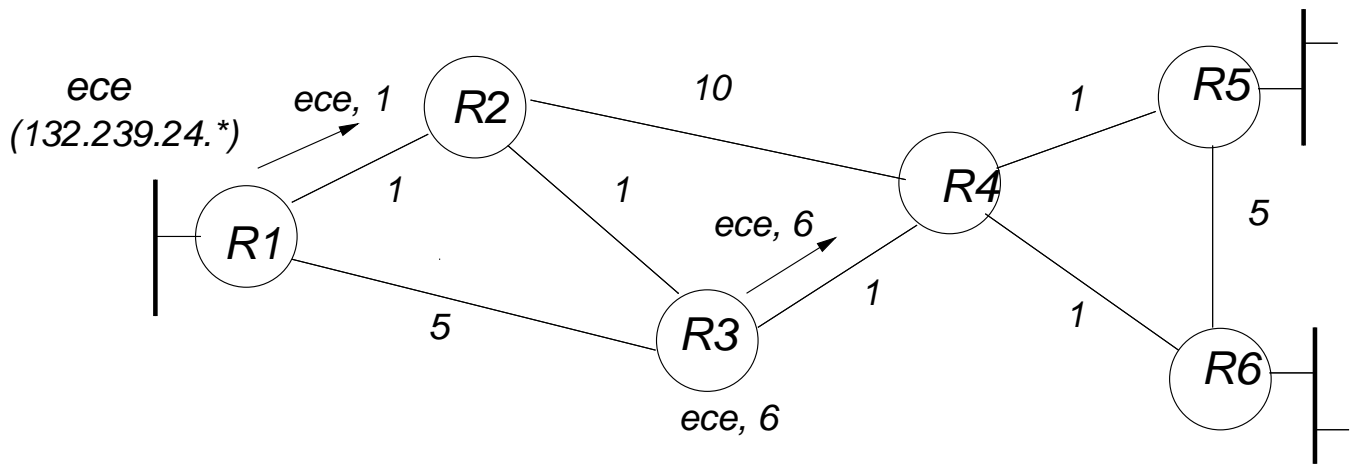 ece
(132.239.24.*)
ece, 1
R2
10
1
R5
1
1
R4
5
R1
ece, 6
1
1
5
R3
R6
ece, 6